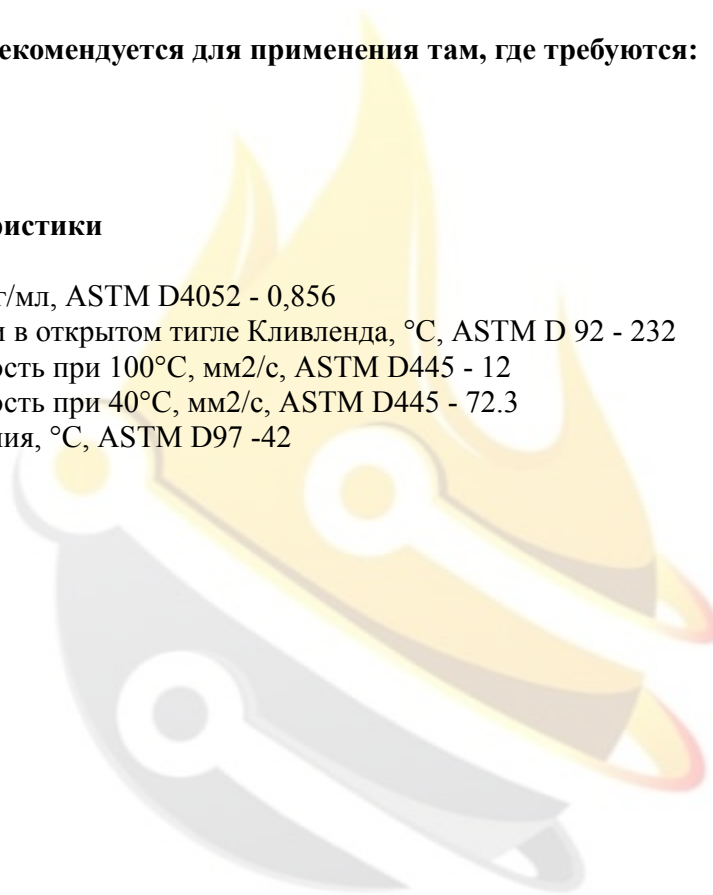 екомендуется для применения там, где требуются:
ристики
г/мл, ASTM D4052 - 0,856
и в открытом тигле Кливленда, °C, ASTM D 92 - 232
ость при 100°C, мм2/с, ASTM D445 - 12
ость при 40°C, мм2/с, ASTM D445 - 72.3
ия, °C, ASTM D97 -42